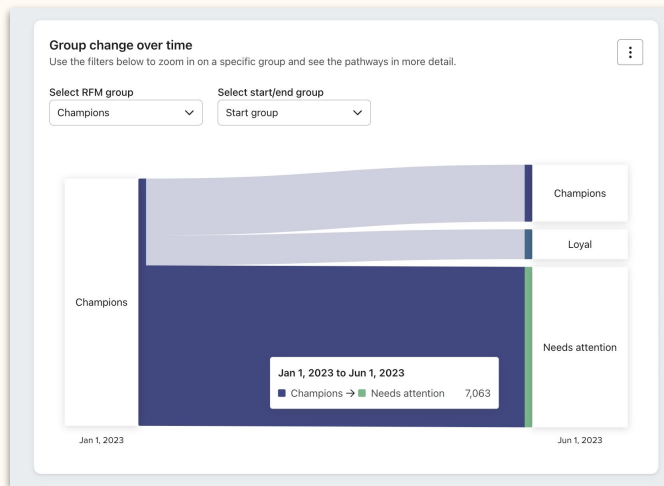 Group change over time
Use the filters below to zoom in on a specific group and see the pathways in more detail.
Select RFM group
Select start/end group
Champions
Start group
Champions
Loyal
Champions
Needs attention
Jan 1, 2023 to Jun 1, 2023
Champions → Needs attention 7,063
Jan 1, 2023
Jun 1, 2023